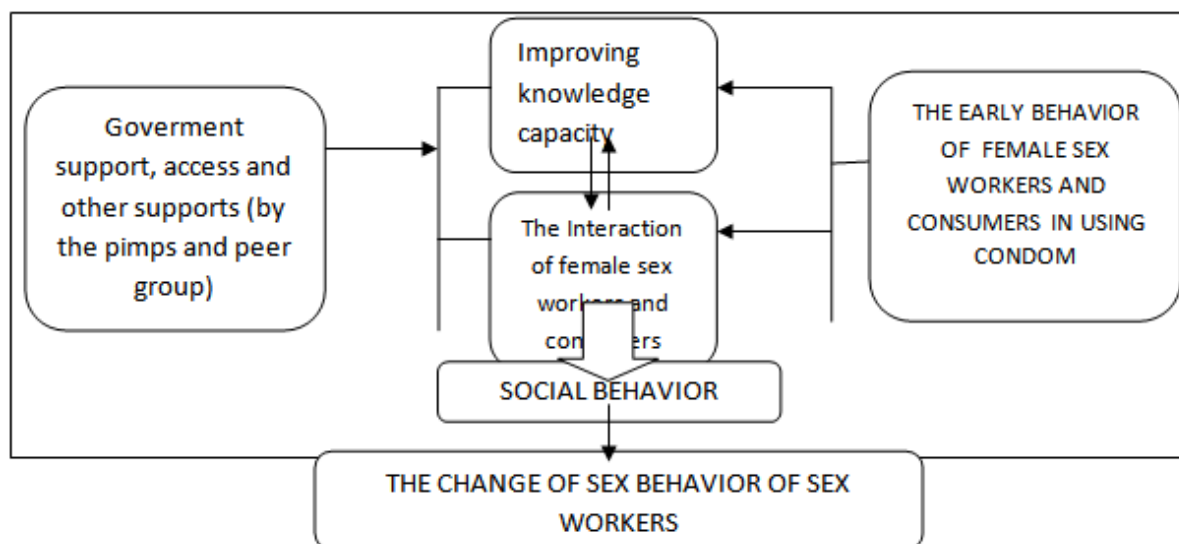 Goverment
support, access and
other supports (by
the pimps and peer
group)
Improving
knowledge
capacity
The Interaction
of female sex
workers and
THE EARLY BEHAVIOR
OF FEMALE SEX
WORKERS AND
CONSUMERS IN USING
CONDOM
SOCIAL BEHAVIOR
THE CHANGE OF SEX BEHAVIOR OF SEX
WORKERS